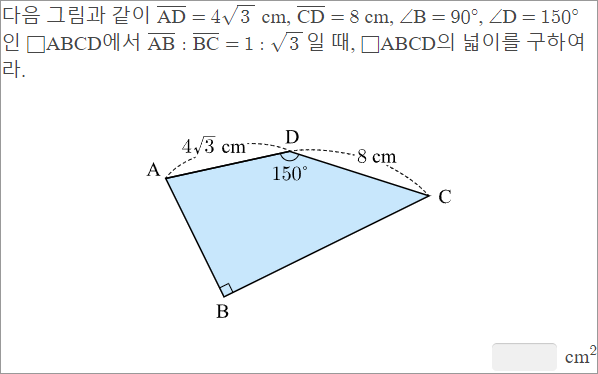 다음 그림과 같이 AD = 4√3 cm, CD = 8 cm, ∠B = 90°, ∠D = 150°
인 □ABCD에서 AB : BC = 1 : √3 일 때, □ABCD의 넓이를 구하여
라.
D
4√3 cm
8 cm
A
150°
C
B
cm²